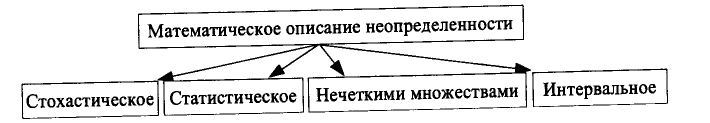 Математическое описание неопределенности
Стохастическое
Статистическое
Нечеткими множествами
Интервальное